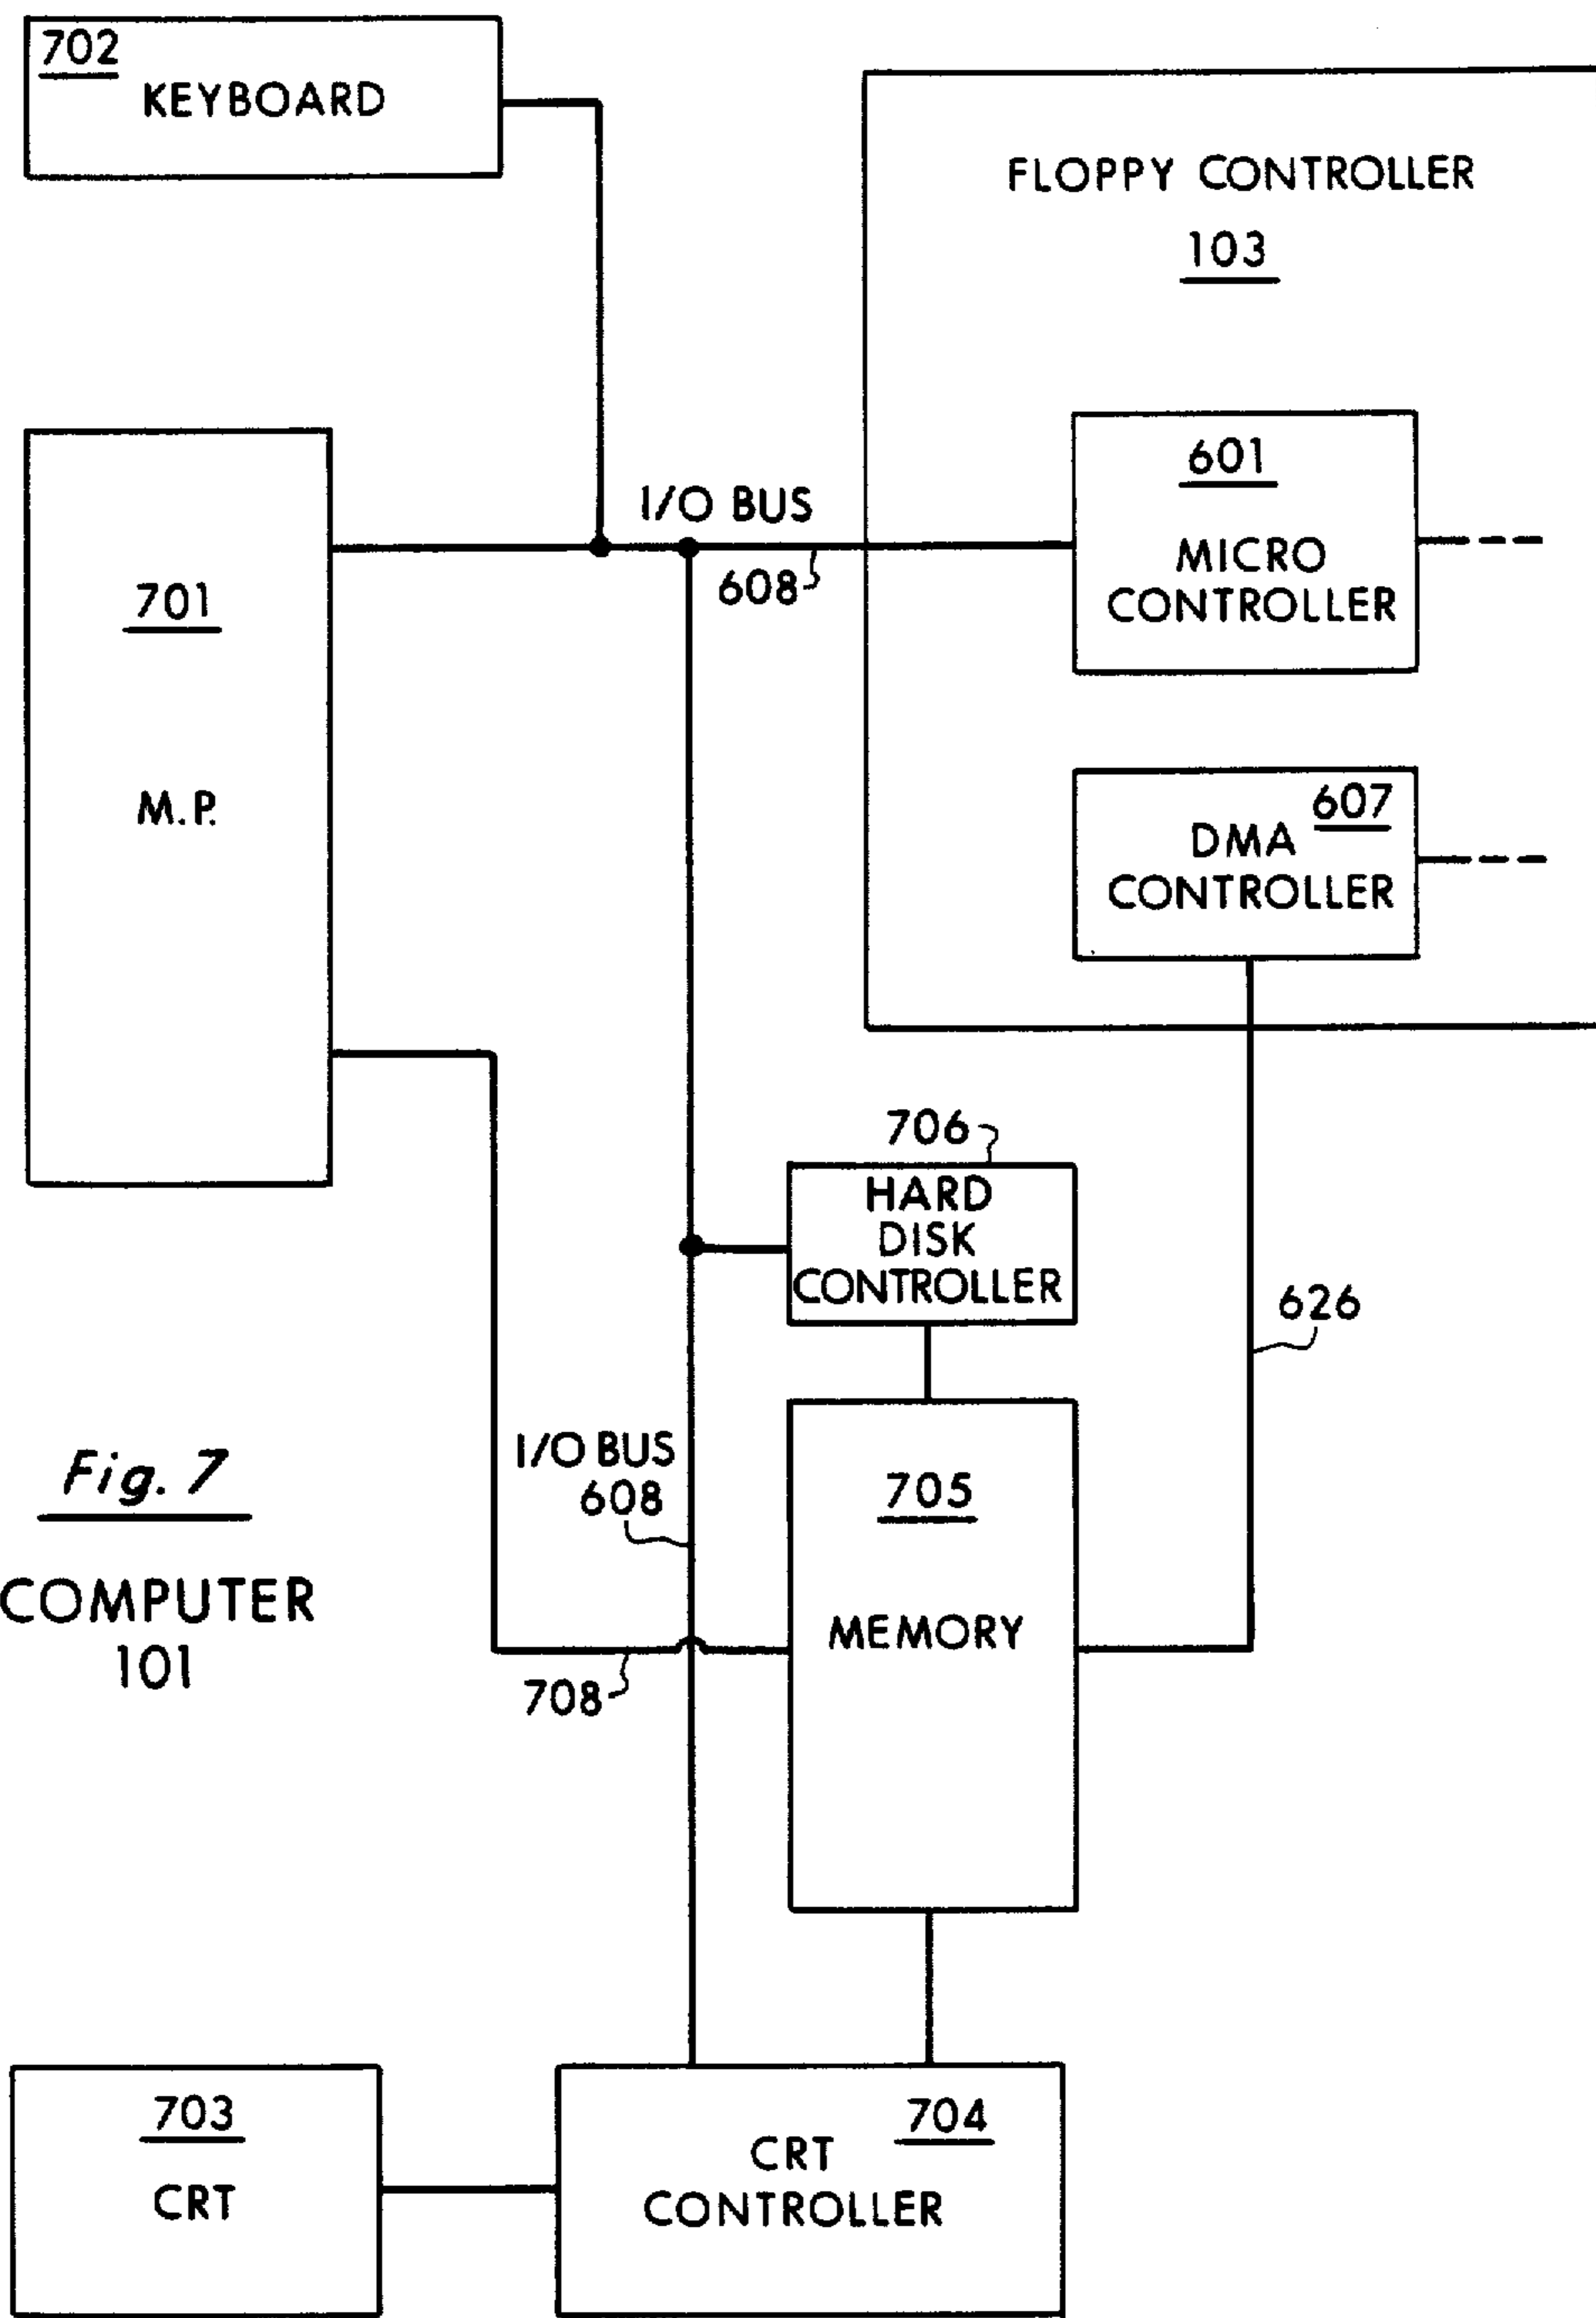 702
KEYBOARD
FLOPPY CONTROLLER
103
I/O BUS
608
601
MICRO
CONTROLLER
701
M.P.
607
DMA
CONTROLLER
706
HARD
DISK
CONTROLLER
626
I/O BUS
608
705
MEMORY
708
Fig. 7
COMPUTER
101
703
CRT
704
CRT
CONTROLLER